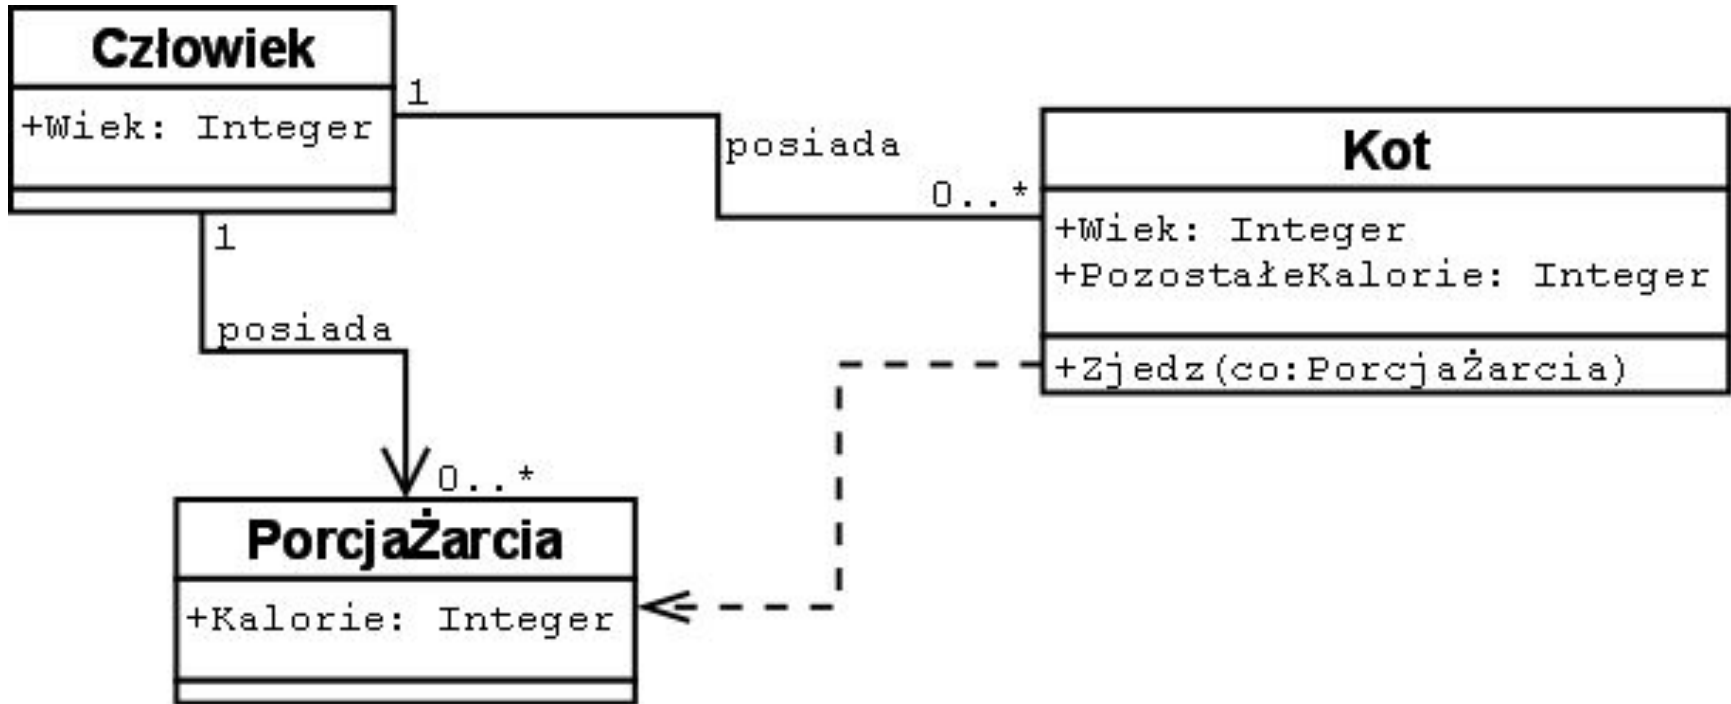 Człowiek
+Wiek: Integer
1
posiada
0..*
Kot
+Wiek: Integer
+PozostałeKalorie: Integer
+Zjedz(co:PorcjaŻarcia)
1
posiada
0..*
PorcjaŻarcia
+Kalorie: Integer